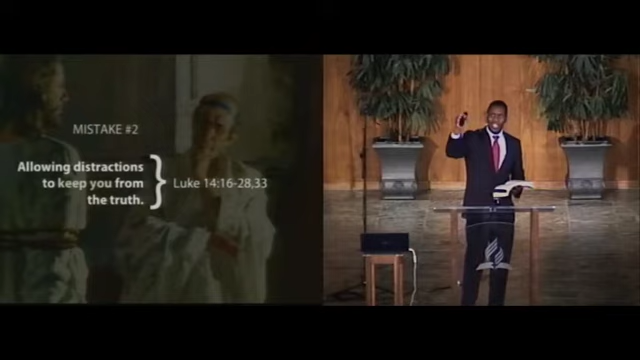 MISTAKE #2
Allowing distractions
to keep you from
the truth.
Luke 14:16-28,33